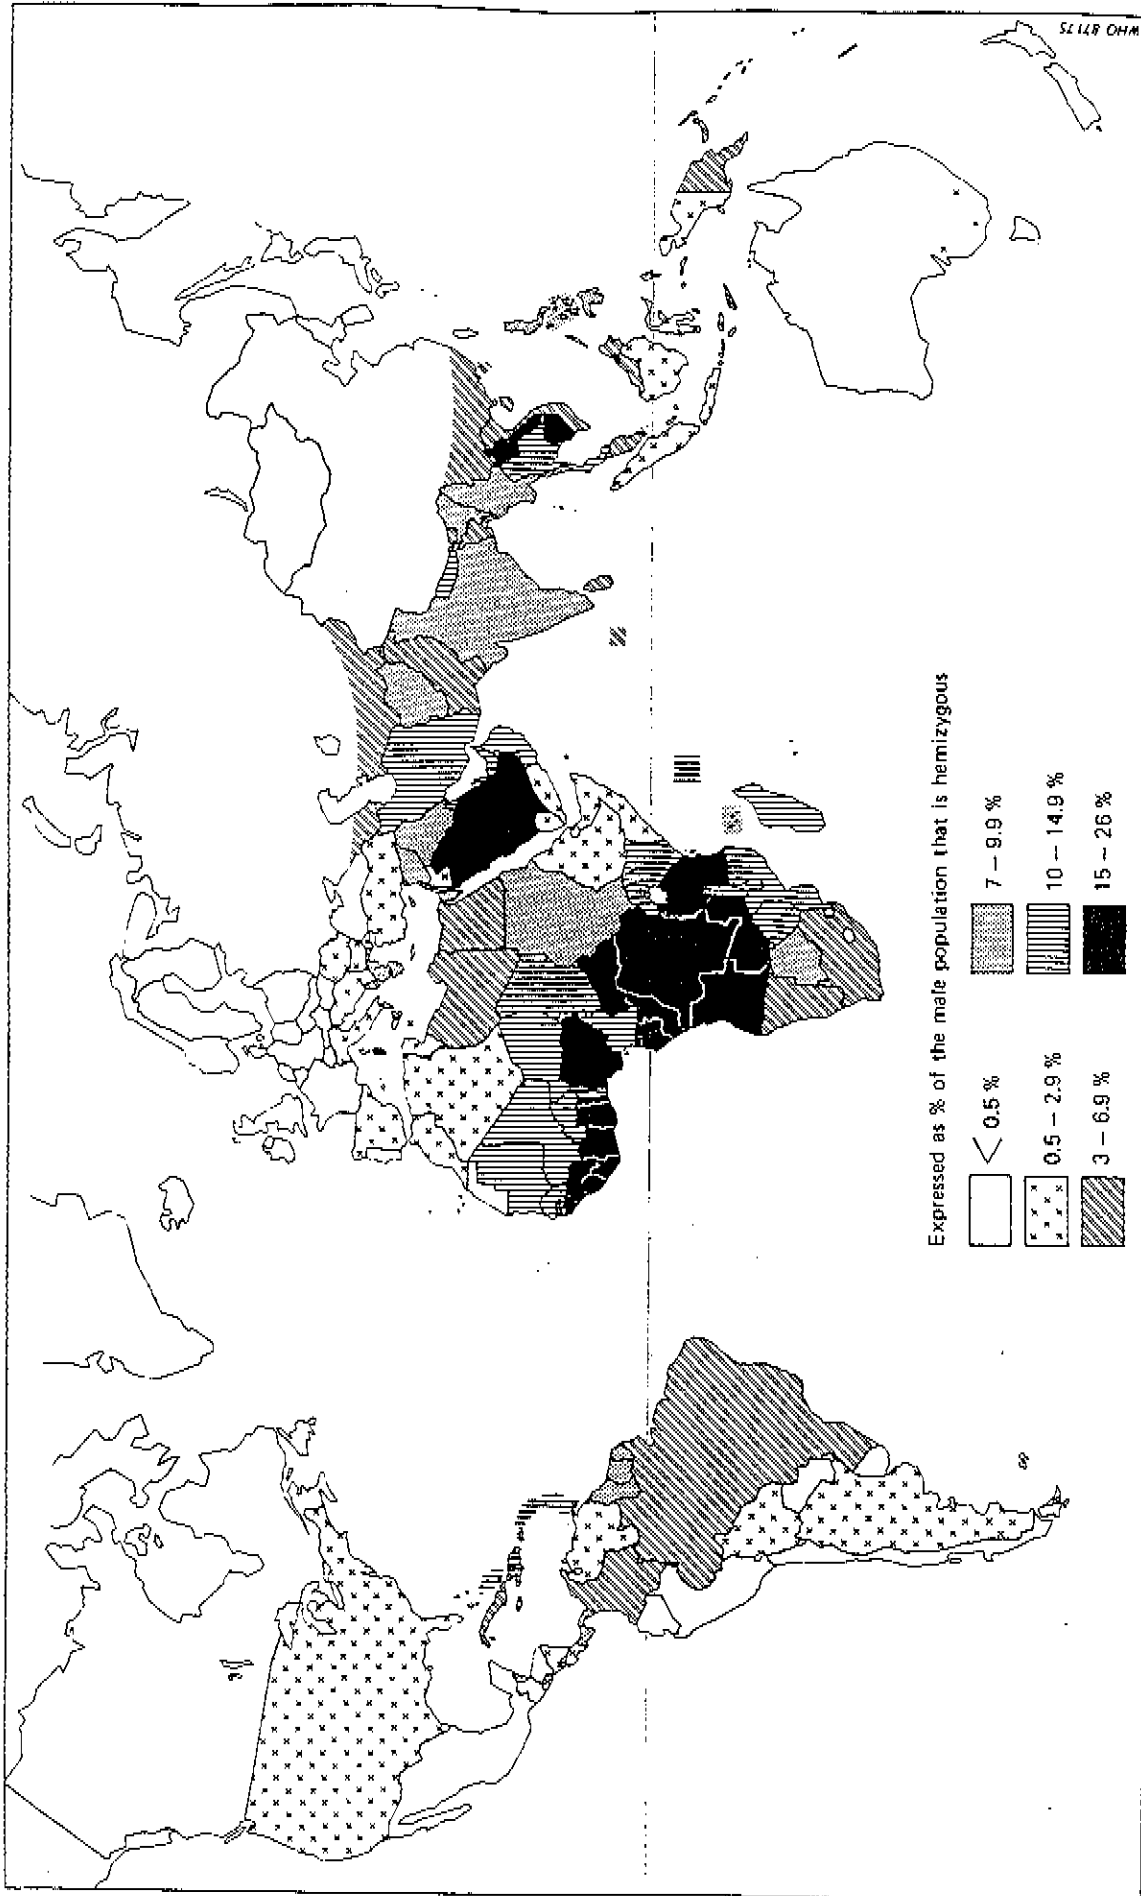 Expressed as % of the male population that is hemizygous
< 0.5 %
0.5 – 2.9 %
3 – 6.9 %
7 – 9.9 %
10 – 14.9 %
15 – 26 %
WHO 87175